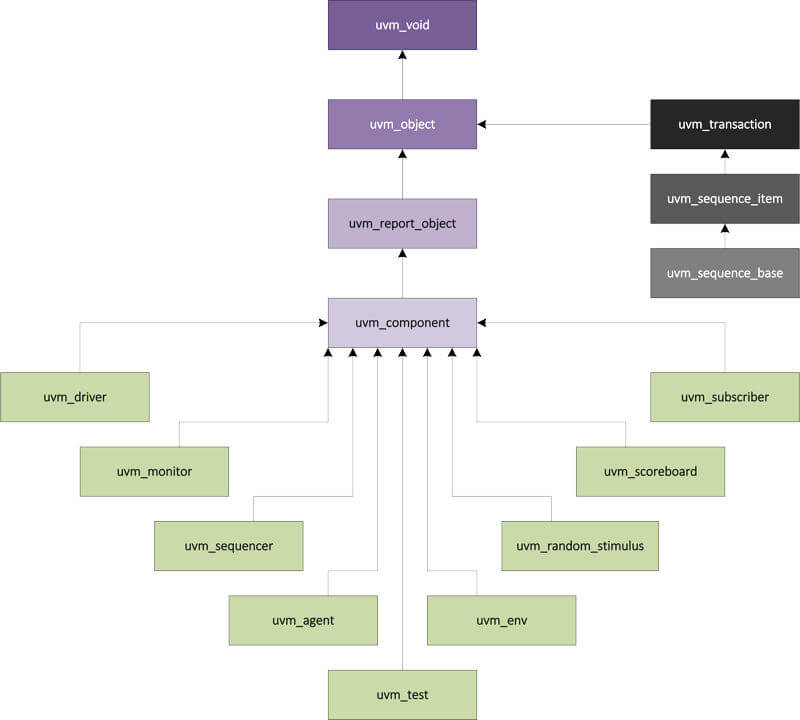 uvm_void
uvm_object
uvm_transaction
uvm_sequence_item
uvm_report_object
uvm_sequence_base
uvm_component
uvm_driver
uvm_subscriber
uvm_monitor
uvm_scoreboard
uvm_sequencer
uvm_random_stimulus
uvm_agent
uvm_env
uvm_test